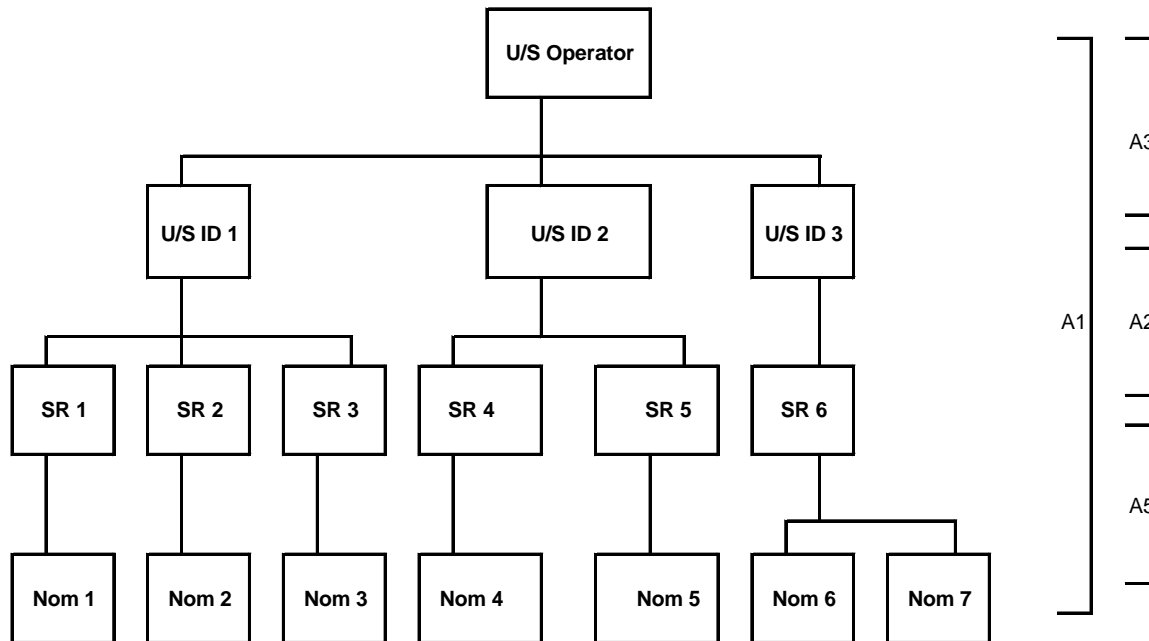 U/S Operator
A3
U/S ID 1
U/S ID 2
U/S ID 3
A1
A2
SR 1
SR 2
SR 3
SR 4
SR 5
SR 6
A5
Nom 1
Nom 2
Nom 3
Nom 4
Nom 5
Nom 6
Nom 7